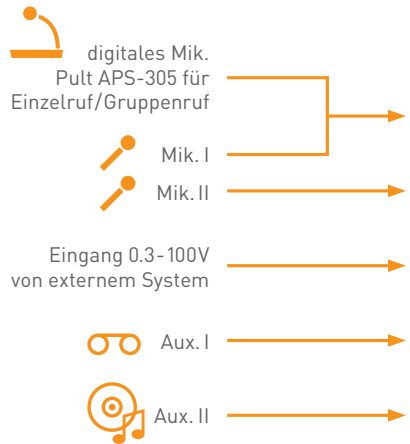 digitales Mik.
Pult APS-305 für
Einzelruf/Gruppenruf
Mik. I
Mik. II
Eingang 0.3-100V
von externem System
Aux. I
Aux. II